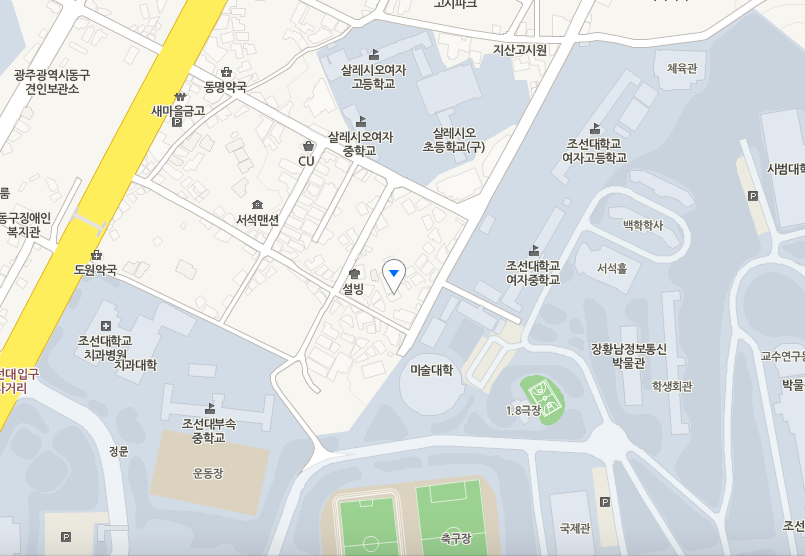 고시파크
지산고시원
광주광역시동구
견인보관소
동명약국
살레시오여자
고등학교
체육관
새마을금고
P
살레시오여자
중학교
살레시오
초등학교(구)
조선대학교
여자고등학교
CU
사범대학
P
룸
동구장애인
복지관
서석맨션
백학학사
도원약국
설빙
조선대학교
여자중학교
서석홀
조선대학교
치과병원
치과대학
미술대학
장황남정보통신
박물관
교수연구동
학생회관
박물
선대입구
사거리
조선대부속
중학교
1.8극장
정문
운동장
P
P
국제관
축구장
조선